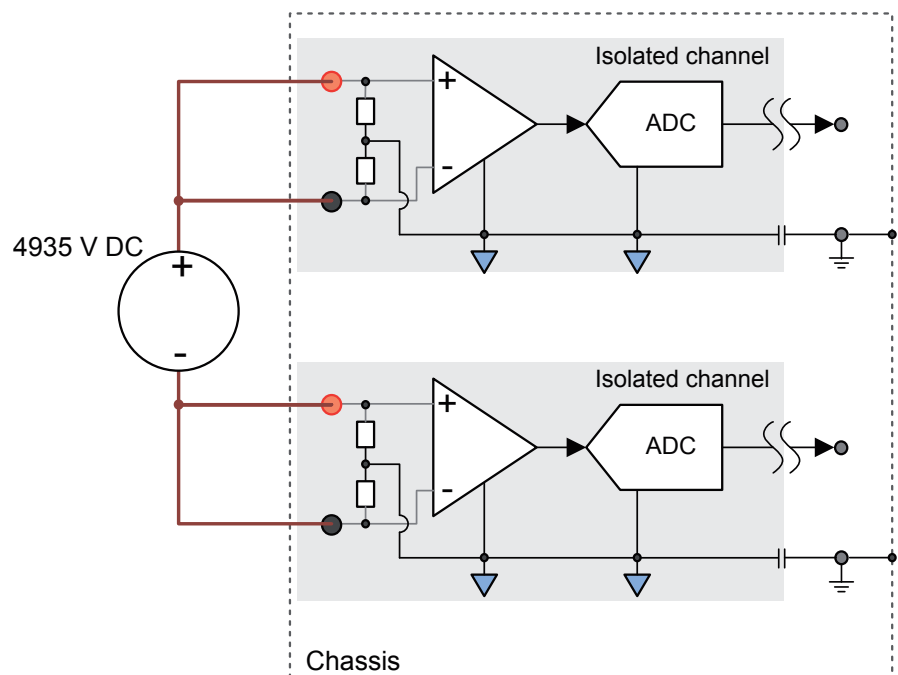 Isolated channel
+
ADC
-
4935 V DC
+
-
Isolated channel
+
ADC
-
Chassis